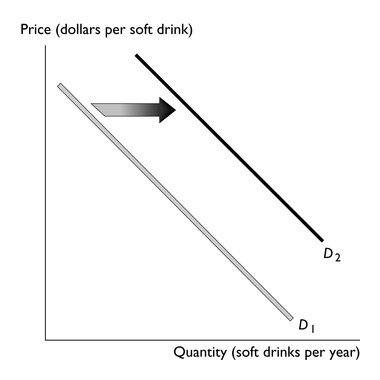 Price (dollars per soft drink)
D2
D1
Quantity (soft drinks per year)